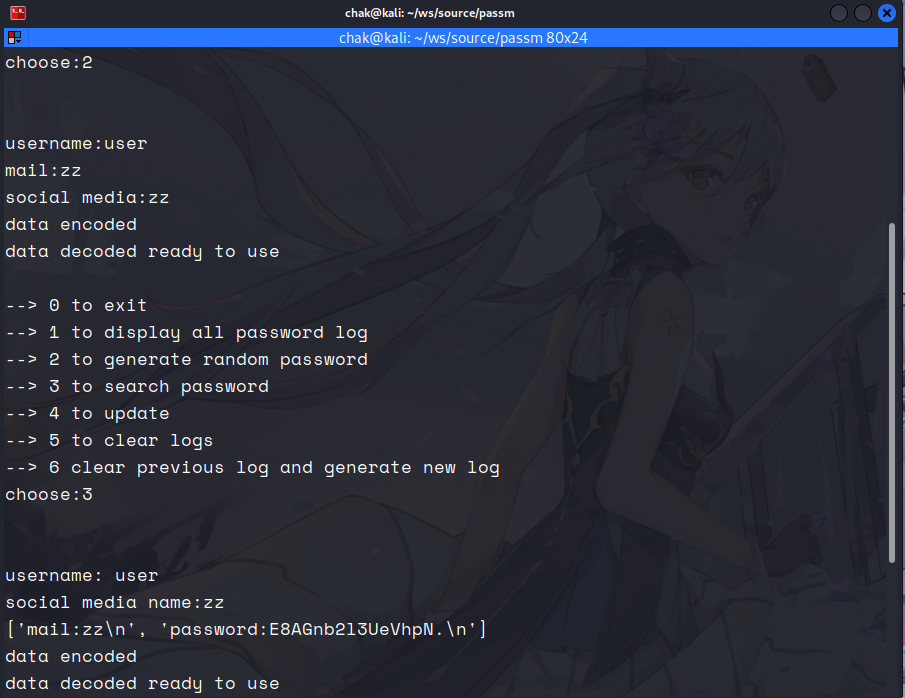 chak@kali: ~/ws/source/passm
chak@kali: ~/ws/source/passm 80x24
choose:2
username:user
mail:zz
social media:zz
data encoded
data decoded ready to use
--> 0 to exit
--> 1 to display all password log
--> 2 to generate random password
--> 3 to search password
--> 4 to update
--> 5 to clear logs
--> 6 clear previous log and generate new log
choose:3
username: user
social media name:zz
['mail:zz\n', 'password:E8AGnb2l3UeVhpN.\n']
data encoded
data decoded ready to use